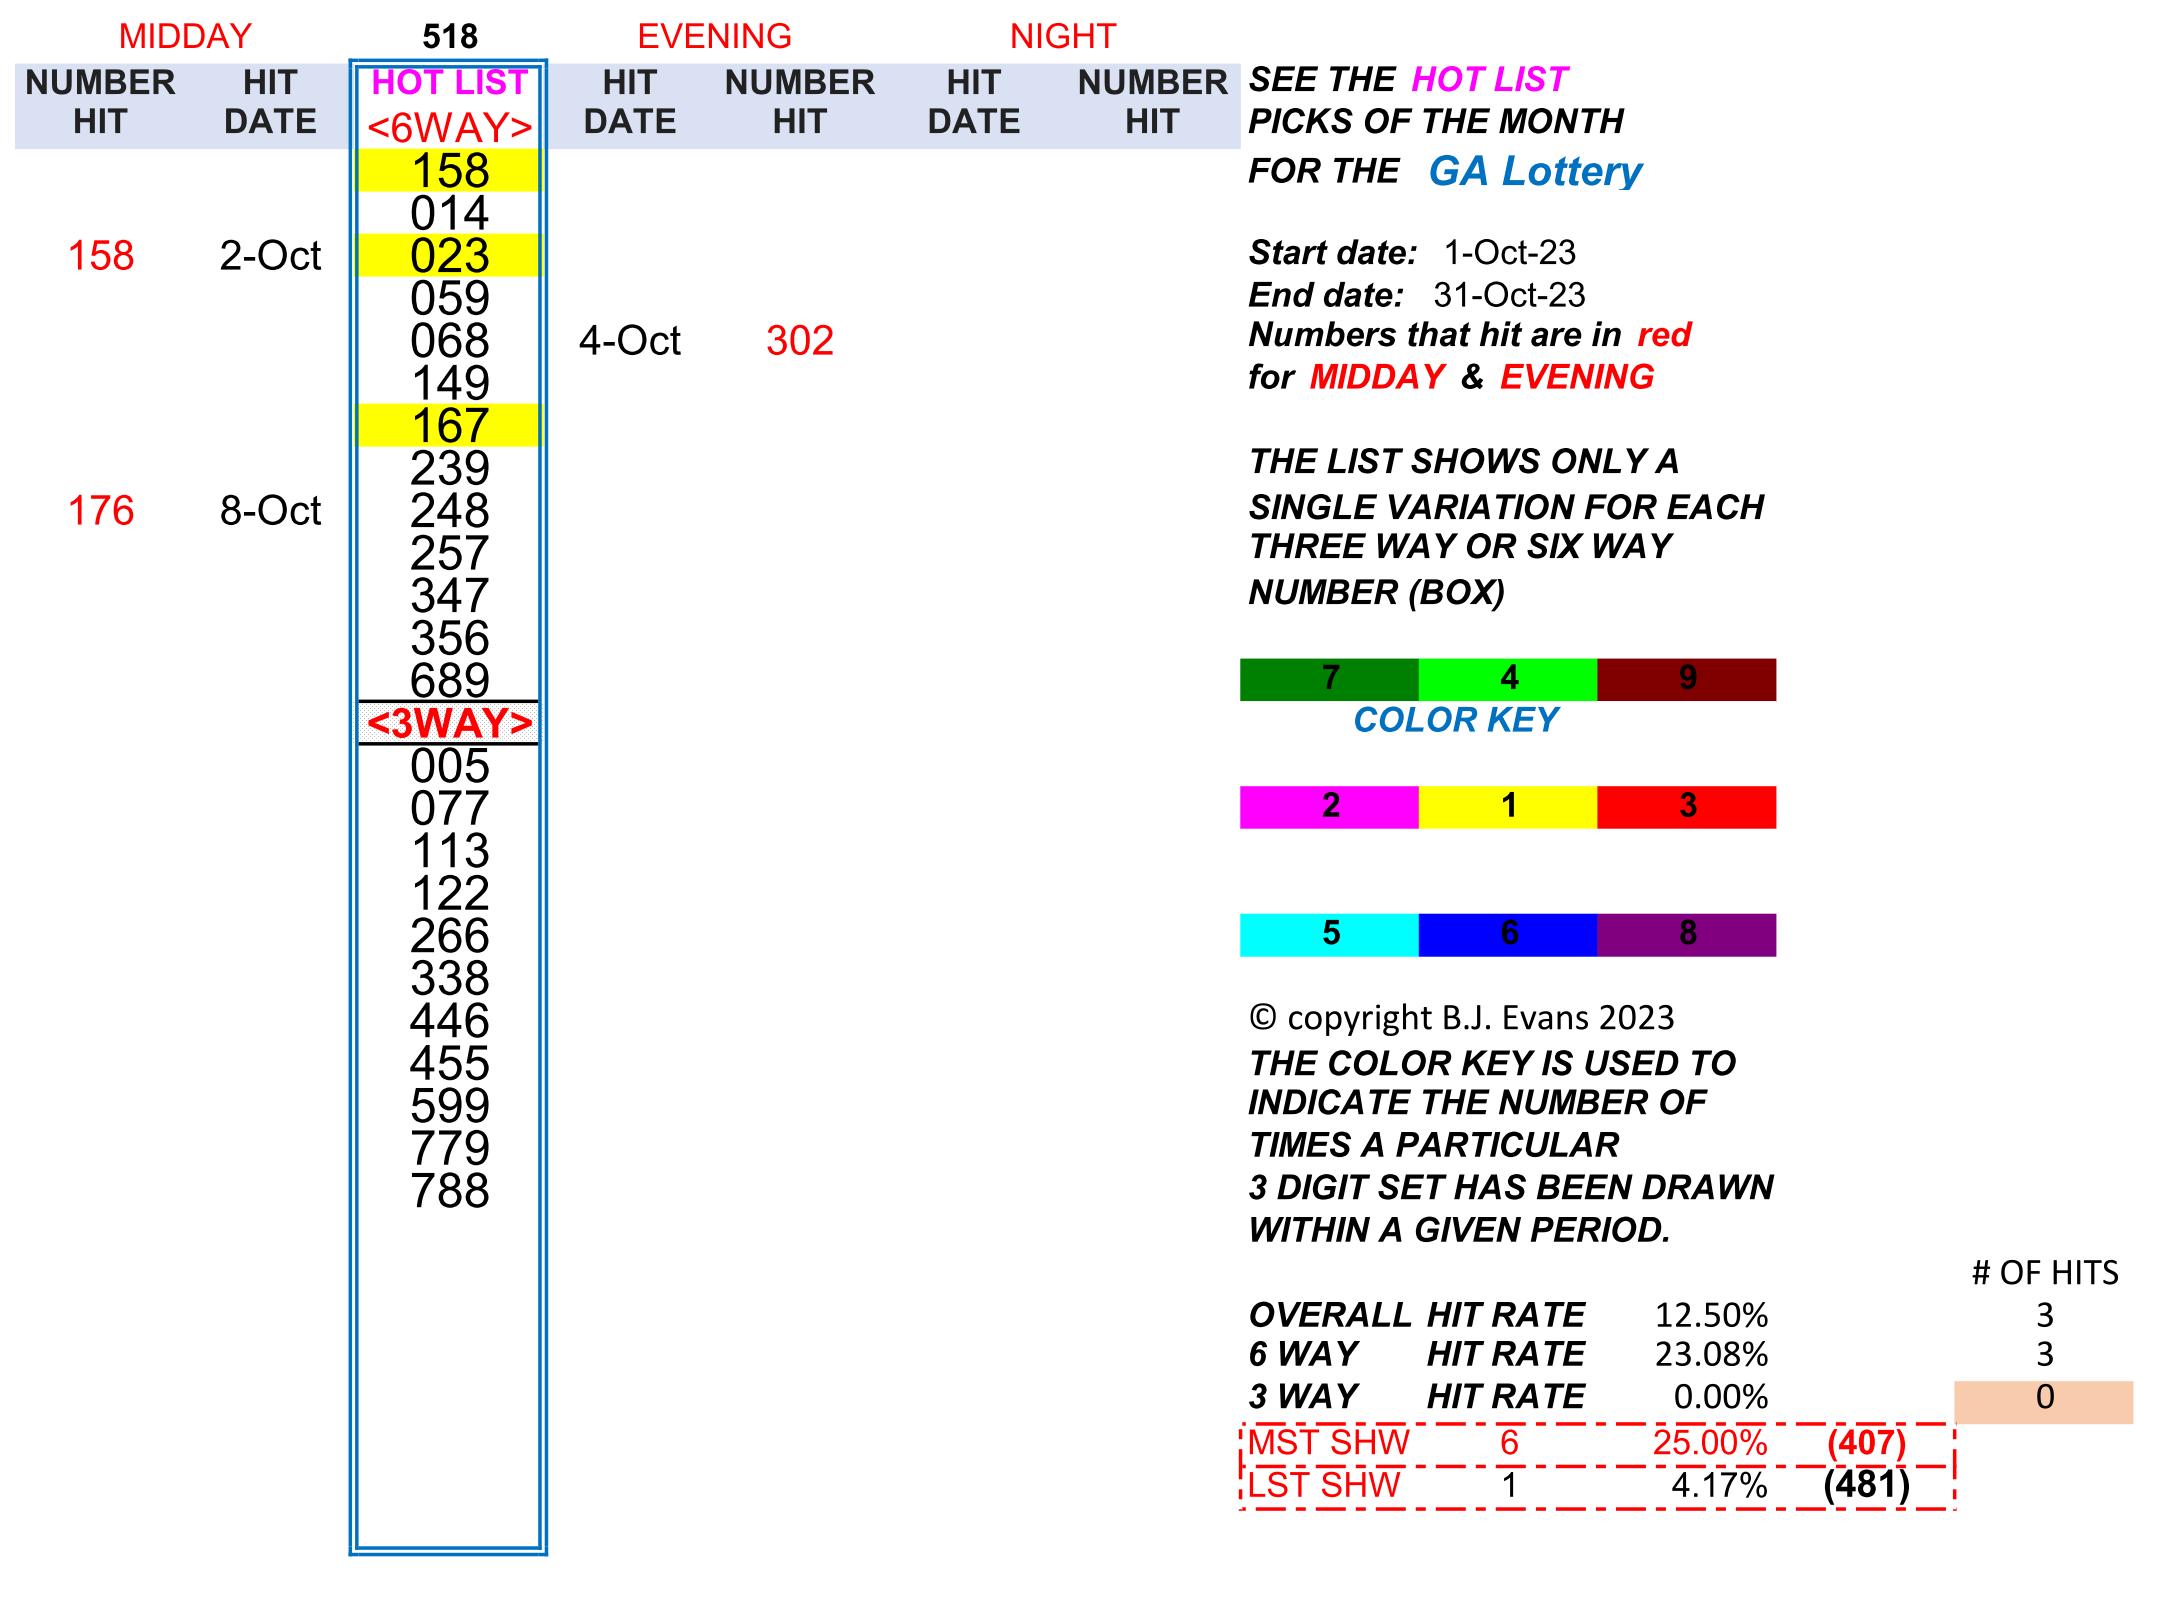 MIDDAY 518 EVENING NIGHT
NUMBER HIT HOT LIST HIT NUMBER HIT NUMBER
HIT DATE <6WAY> DATE HIT DATE HIT
158
014
158 2-Oct 023
059
068 4-Oct 302
149
167
239
176 8-Oct 248
257
347
356
689
<3WAY>
005
077
113
122
266
338
446
455
599
779
788
SEE THE HOT LIST
PICKS OF THE MONTH
FOR THE GA Lottery
Start date: 1-Oct-23
End date: 31-Oct-23
Numbers that hit are in red
for MIDDAY & EVENING
THE LIST SHOWS ONLY A
SINGLE VARIATION FOR EACH
THREE WAY OR SIX WAY
NUMBER (BOX)
7 4 9
COLOR KEY
2 1 3
5 6 8
© copyright B.J. Evans 2023
THE COLOR KEY IS USED TO
INDICATE THE NUMBER OF
TIMES A PARTICULAR
3 DIGIT SET HAS BEEN DRAWN
WITHIN A GIVEN PERIOD.
# OF HITS
OVERALL HIT RATE 12.50% 3
6 WAY HIT RATE 23.08% 3
3 WAY HIT RATE 0.00% 0
MST SHW 6 25.00% (407)
LST SHW 1 4.17% (481)